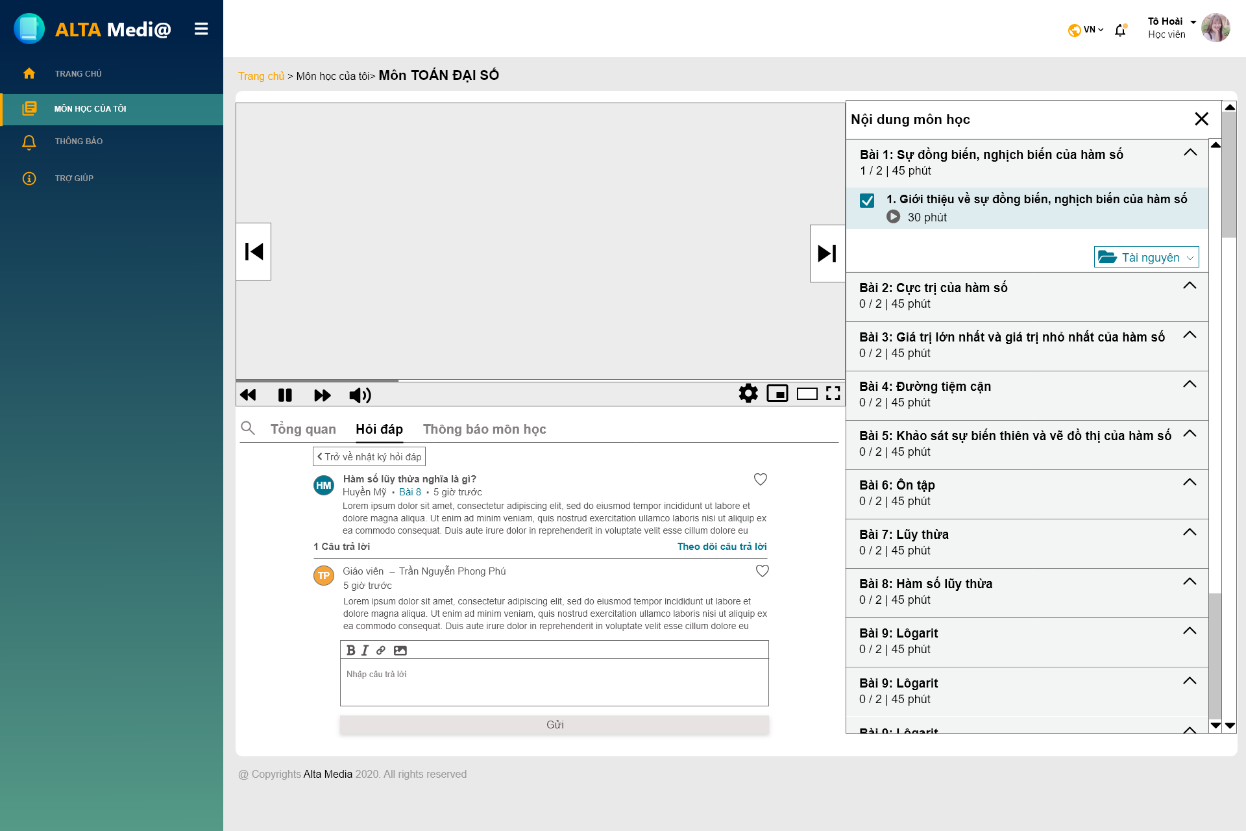 ALTA Medi@
VN
Tô Hoài
Học viên
TRANG CHỦ
MÔN HỌC CỦA TÔI
THÔNG BÁO
TRỢ GIÚP
Trang chủ > Môn học của tôi> Môn TOÁN ĐẠI SỐ
Nội dung môn học
Bài 1: Sự đồng biến, nghịch biến của hàm số
1 / 2 | 45 phút
1. Giới thiệu về sự đồng biến, nghịch biến của hàm số
30 phút
Tài nguyên
Bài 2: Cực trị của hàm số
0 / 2 | 45 phút
Bài 3: Giá trị lớn nhất và giá trị nhỏ nhất của hàm số
0 / 2 | 45 phút
Bài 4: Đường tiệm cận
0 / 2 | 45 phút
Bài 5: Khảo sát sự biến thiên và vẽ đồ thị của hàm số
0 / 2 | 45 phút
Bài 6: Ôn tập
0 / 2 | 45 phút
Bài 7: Lũy thừa
0 / 2 | 45 phút
Bài 8: Hàm số lũy thừa
0 / 2 | 45 phút
Bài 9: Lôgarit
0 / 2 | 45 phút
Bài 9: Lôgarit
0 / 2 | 45 phút
Bài 9: Lôgarit
Tổng quan Hỏi đáp Thông báo môn học
Trở về nhật ký hỏi đáp
HM
Hàm số lũy thừa nghĩa là gì?
Huyền Mỹ • Bài 8 • 5 giờ trước
Lorem ipsum dolor sit amet, consectetur adipiscing elit, sed do eiusmod tempor incididunt ut labore et
dolore magna aliqua. Ut enim ad minim veniam, quis nostrud exercitation ullamco laboris nisi ut aliquip ex
ea commodo consequat. Duis aute irure dolor in reprehenderit in voluptate velit esse cillum dolore eu
1 Câu trả lời Theo dõi câu trả lời
TP
Giáo viên – Trần Nguyễn Phong Phú
5 giờ trước
Lorem ipsum dolor sit amet, consectetur adipiscing elit, sed do eiusmod tempor incididunt ut labore et
dolore magna aliqua. Ut enim ad minim veniam, quis nostrud exercitation ullamco laboris nisi ut aliquip ex
ea commodo consequat. Duis aute irure dolor in reprehenderit in voluptate velit esse cillum dolore eu
B I
Nhập câu trả lời
Gửi
@ Copyrights Alta Media 2020. All rights reserved